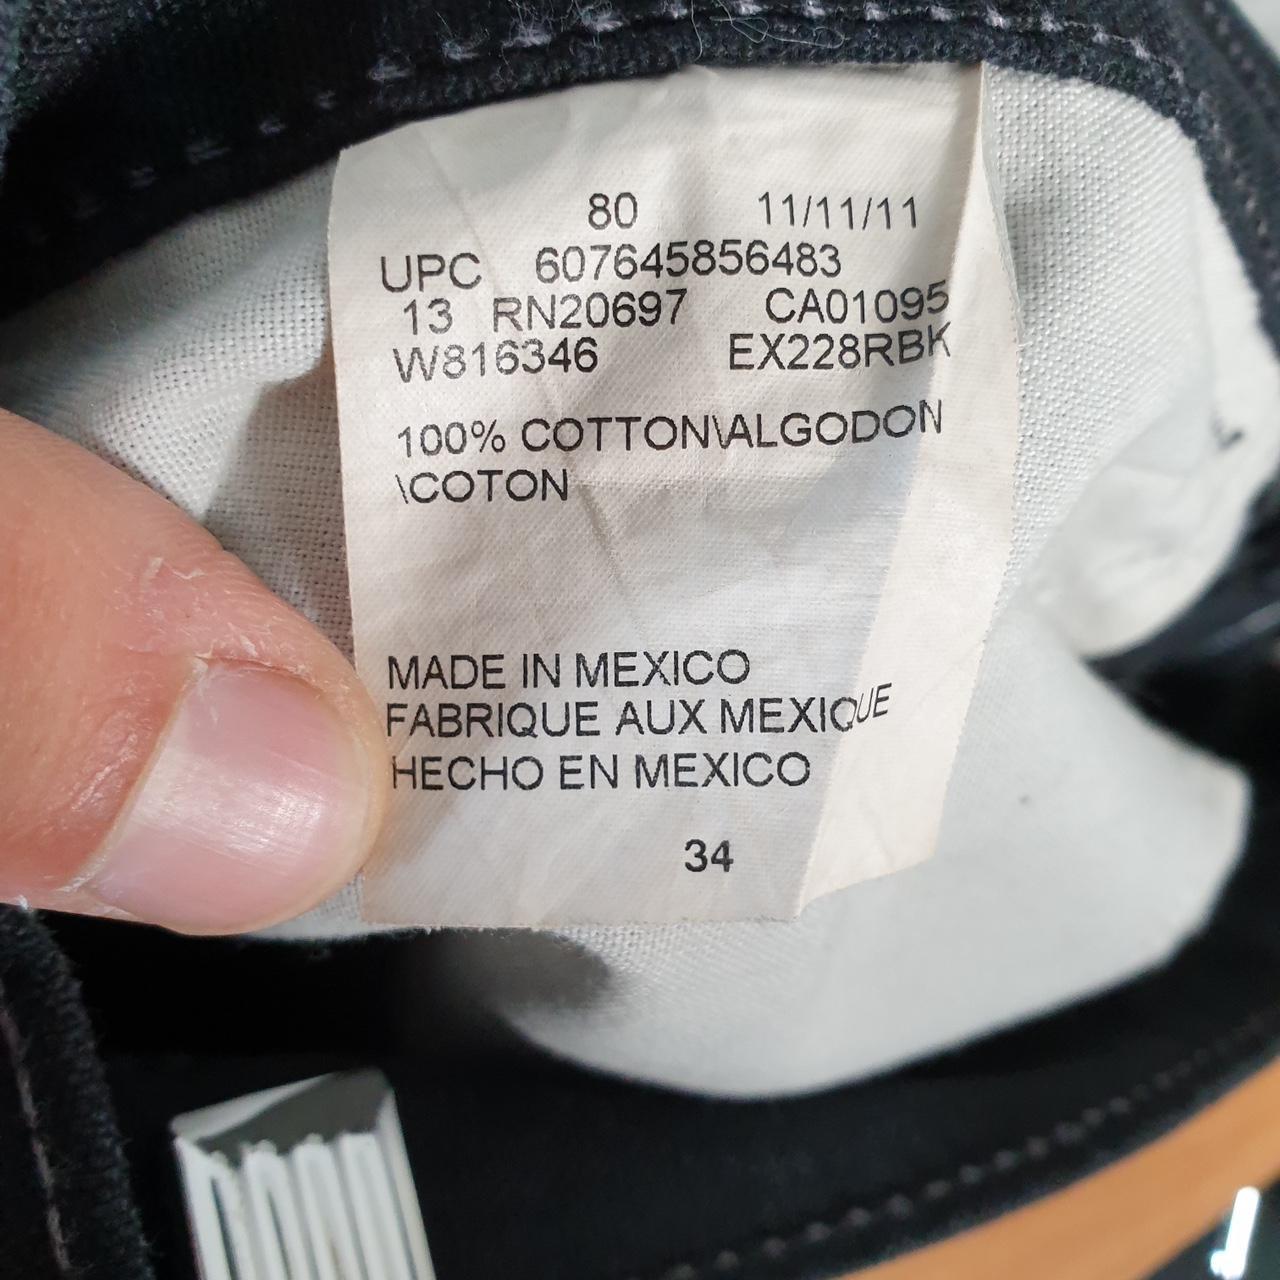 80 11/11/11
UPC 607645856483
13 RN20697 CA01095
W816346 EX228RBK
100% COTTON\ALGODON
\COTON
MADE IN MEXICO
FABRIQUE AUX MEXIQUE
HECHO EN MEXICO
34